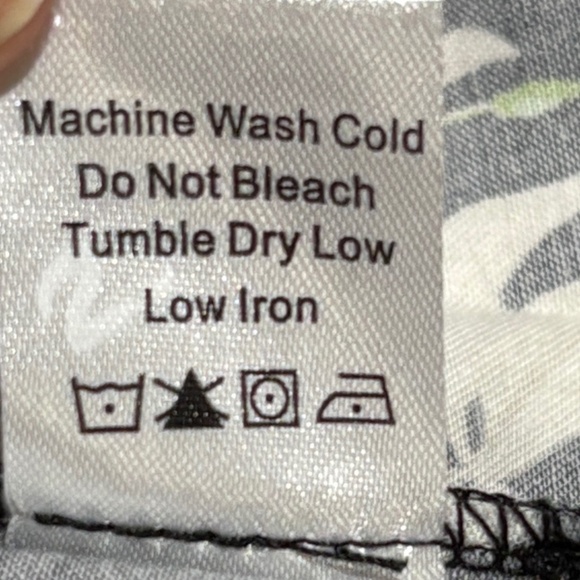 Machine Wash Cold
Do Not Bleach
Tumble Dry Low
Low Iron